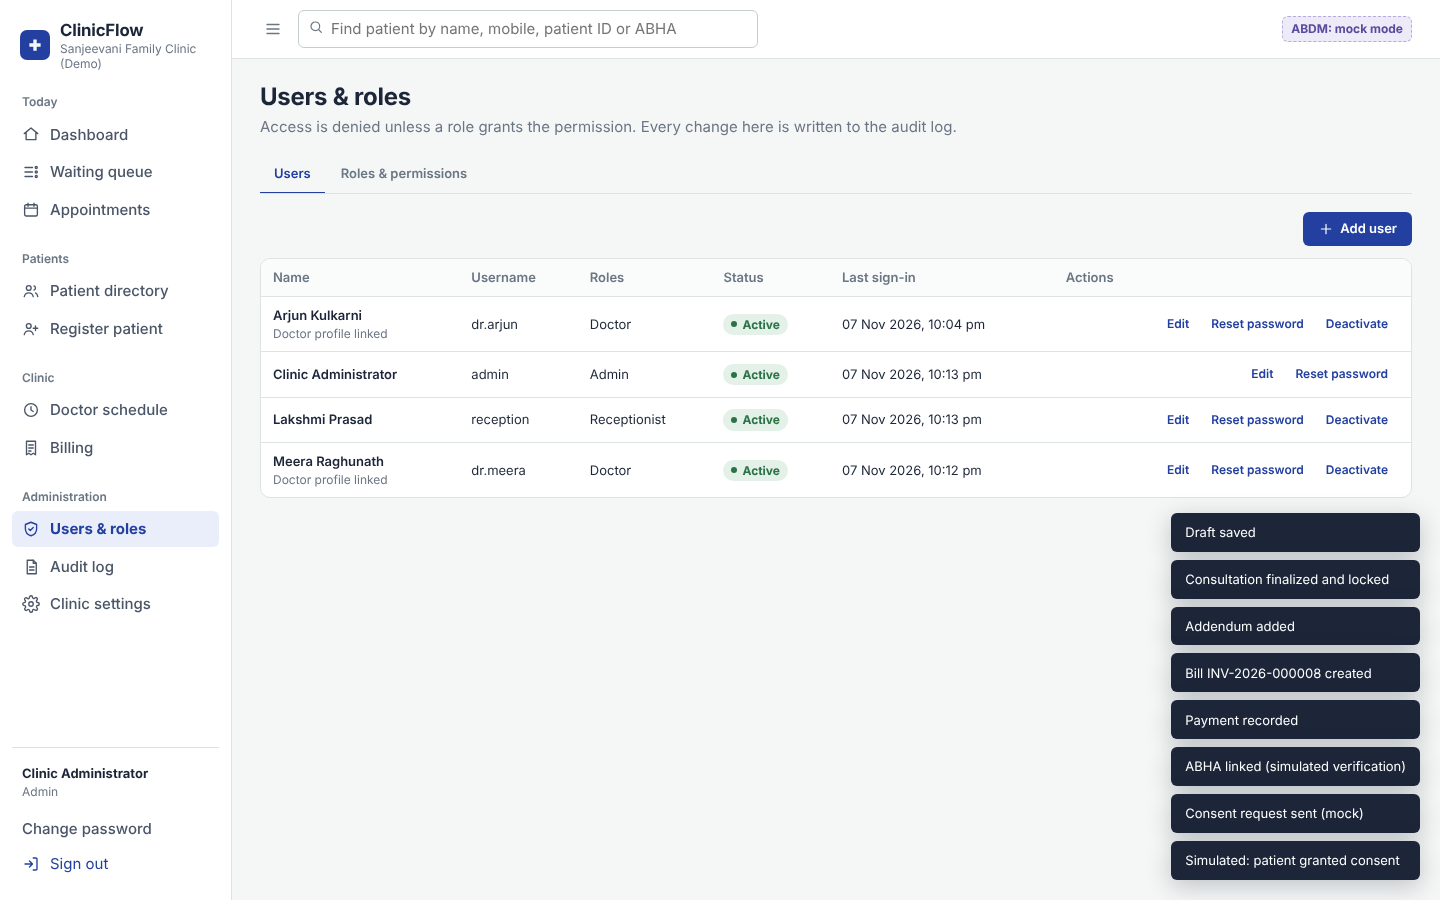 ClinicFlow
Sanjeevani Family Clinic
(Demo)
Today
Dashboard
Waiting queue
Appointments
Patients
Patient directory
Register patient
Clinic
Doctor schedule
Billing
Administration
Users & roles
Audit log
Clinic settings
Clinic Administrator
Admin
Change password
Sign out
Find patient by name, mobile, patient ID or ABHA
ABDM: mock mode
Users & roles
Access is denied unless a role grants the permission. Every change here is written to the audit log.
Users Roles & permissions
Add user
Name Username Roles Status Last sign-in Actions
Arjun Kulkarni
Doctor profile linked
dr.arjun Doctor Active 07 Nov 2026, 10:04 pm Edit Reset password Deactivate
Clinic Administrator admin Admin Active 07 Nov 2026, 10:13 pm Edit Reset password
Lakshmi Prasad reception Receptionist Active 07 Nov 2026, 10:13 pm Edit Reset password Deactivate
Meera Raghunath
Doctor profile linked
dr.meera Doctor Active 07 Nov 2026, 10:12 pm Edit Reset password Deactivate
Draft saved
Consultation finalized and locked
Addendum added
Bill INV-2026-000008 created
Payment recorded
ABHA linked (simulated verification)
Consent request sent (mock)
Simulated: patient granted consent